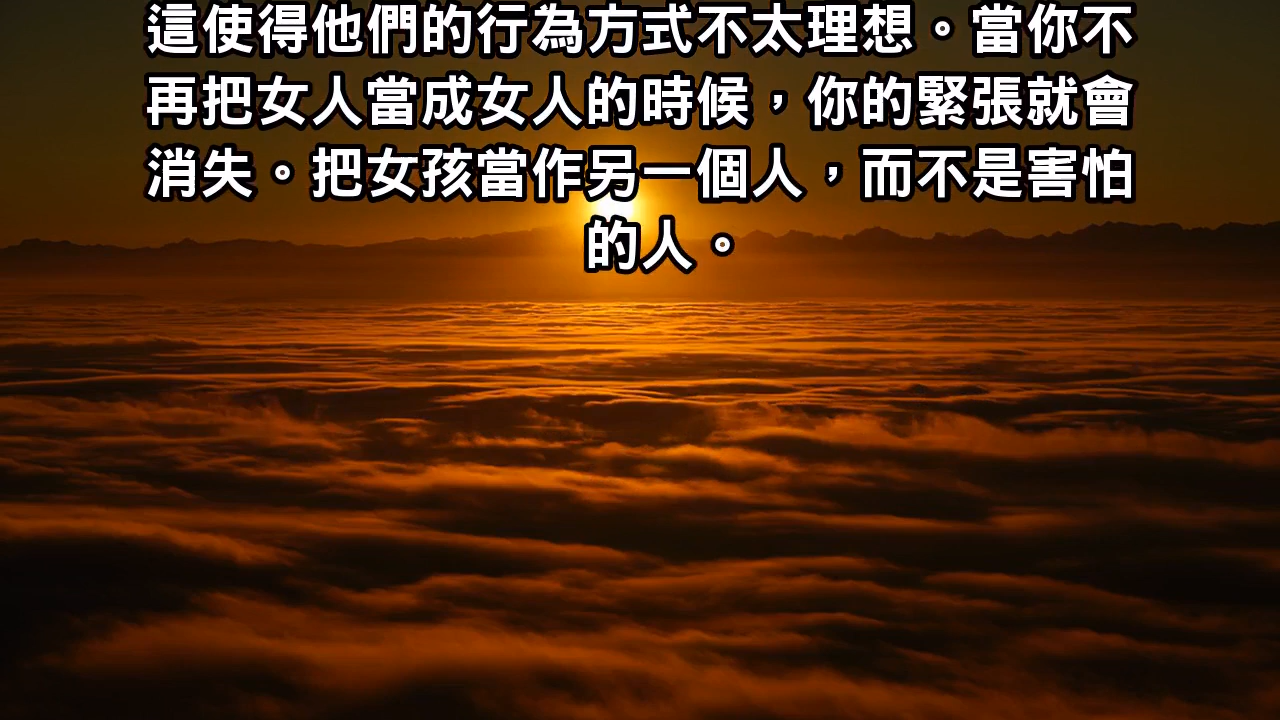 這使得他們的行為方式不太理想。當你不
再把女人當成女人的時候，你的緊張就會
消失。把女孩當作另一個人，而不是害怕
的人。